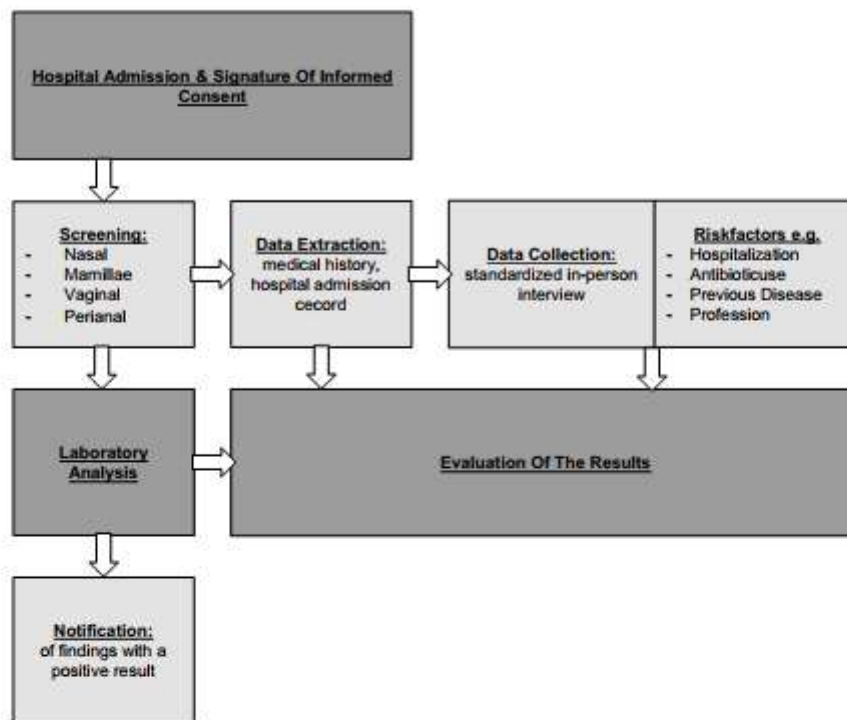 Hospital Admission & Signature Of Informed
Consent
Screening:
- Nasal
- Mamillae
- Vaginal
- Perianal
Data Extraction:
medical history,
hospital admission
cecord
Data Collection:
standardized in-person
interview
Riskfactors e.g.
- Hospitalization
- Antibioticuse
- Previous Disease
- Profession
Laboratory
Analysis
Evaluation Of The Results
Notification:
of findings with a
positive result